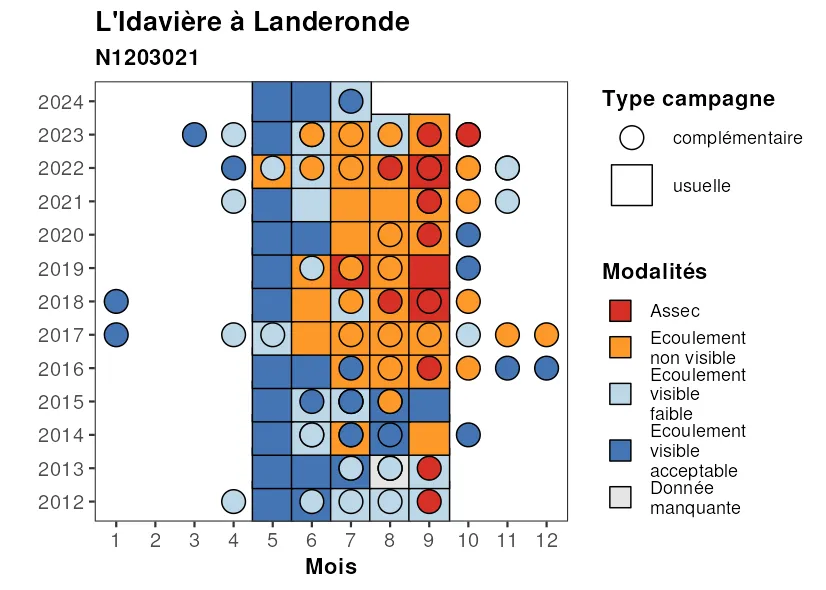 L'Idavière à Landeronde
N1203021
2024
2023
2022
2021
2020
2019
2018
2017
2016
2015
2014
2013
2012
1 2 3 4 5 6 7 8 9 10 11 12
Mois
Type campagne
complémentaire
usuelle
Modalités
Assec
Ecoulement
non visible
Ecoulement
visible
faible
Ecoulement
visible
acceptable
Donnée
manquante